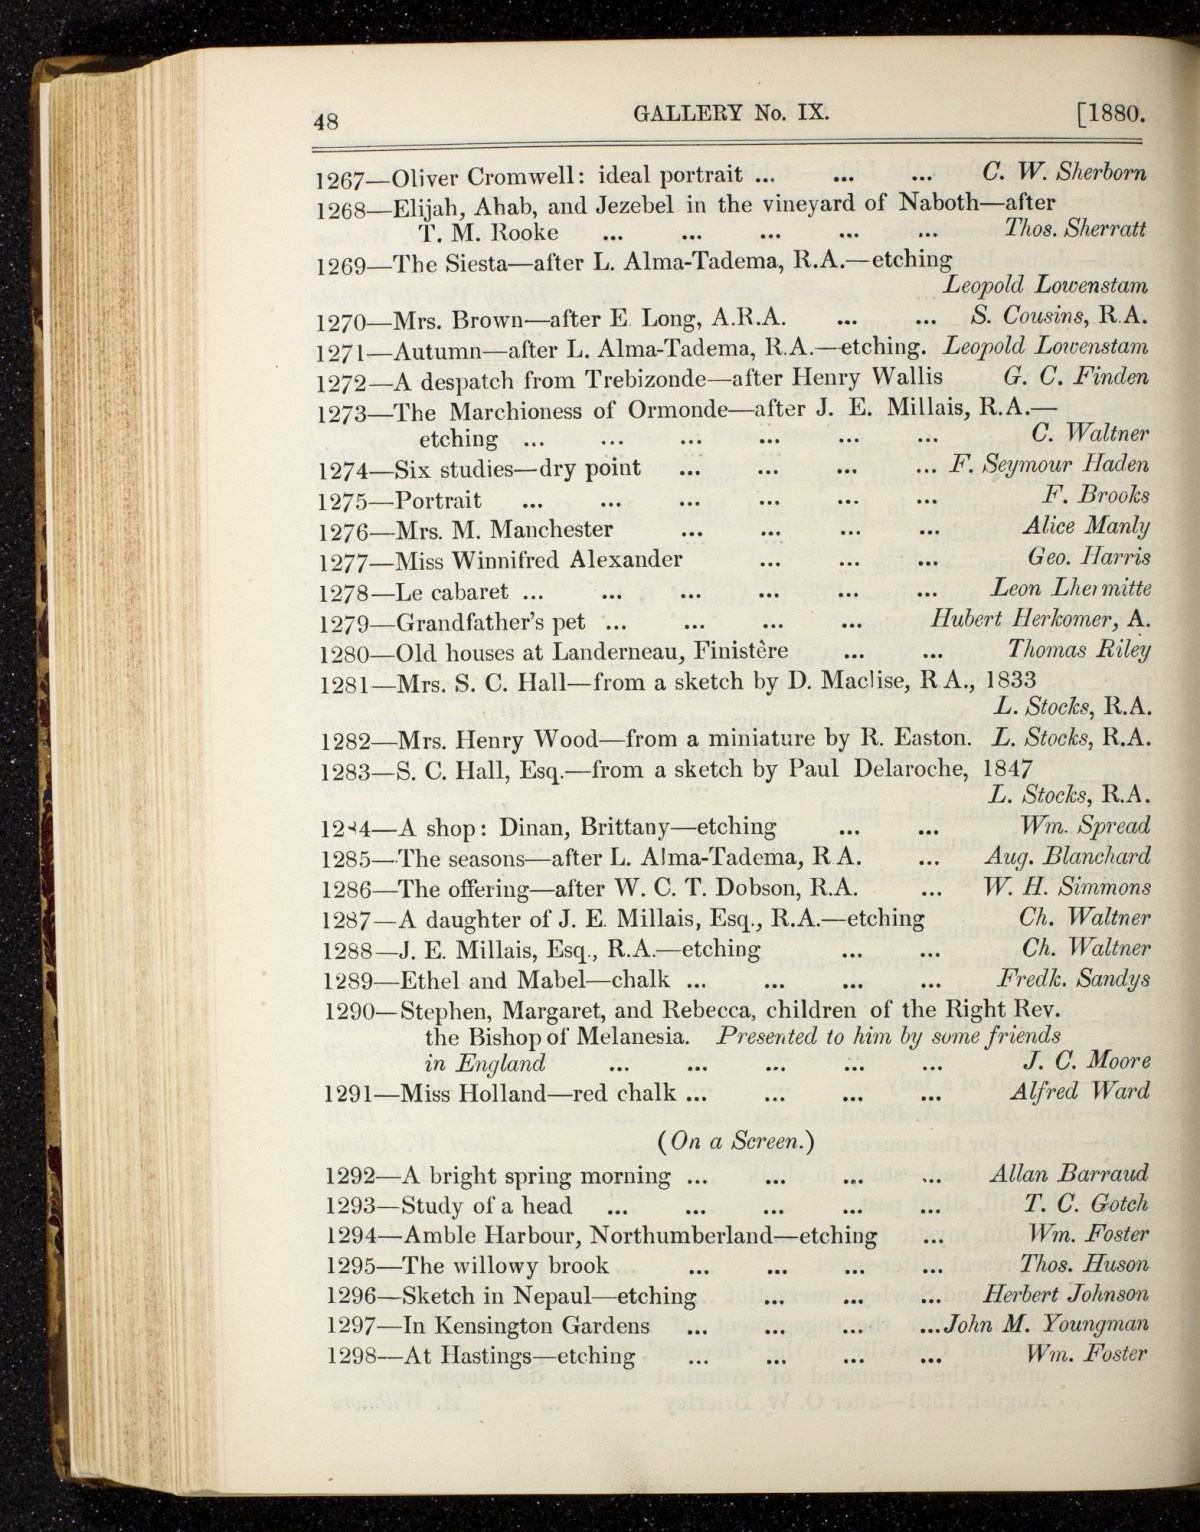 48 GALLERY No. IX. [1880.
1267—Oliver Cromwell: ideal portrait ... ... ... C. W. Sherborn
1268—Elijah, Ahab, and Jezebel in the vineyard of Naboth—after
T. M. Rooke ... ... ... ... ... Thos. Sherratt
1269—The Siesta—after L. Alma-Tadema, R.A.—etching
Leopold Lowenstam
1270—Mrs. Brown—after E. Long, A.R.A. ... ... S. Cousins, R.A.
1271—Autumn—after L. Alma-Tadema, R.A.—etching. Leopold Lowenstam
1272—A despatch from Trebizonde—after Henry Wallis G. C. Finden
1273—The Marchioness of Ormonde—after J. E. Millais, R.A.—
etching ... ... ... ... ... ... C. Waltner
1274—Six studies—dry point ... ... ... ... F. Seymour Haden
1275—Portrait ... ... ... ... ... ... F. Brooks
1276—Mrs. M. Manchester ... ... ... ... Alice Manly
1277—Miss Winnifred Alexander ... ... ... Geo. Harris
1278—Le cabaret ... ... ... ... ... ... Leon Lhermitte
1279—Grandfather's pet ... ... ... ... Hubert Herkomer, A.
1280—Old houses at Landerneau, Finistère ... ... Thomas Riley
1281—Mrs. S. C. Hall—from a sketch by D. Maclise, R A., 1833
L. Stocks, R.A.
1282—Mrs. Henry Wood—from a miniature by R. Easton. L. Stocks, R.A.
1283—S. C. Hall, Esq.—from a sketch by Paul Delaroche, 1847
L. Stocks, R.A.
1284—A shop: Dinan, Brittany—etching ... ... Wm. Spread
1285—The seasons—after L. Alma-Tadema, R A. ... Aug. Blanchard
1286—The offering—after W. C. T. Dobson, R.A. ... W. H. Simmons
1287—A daughter of J. E. Millais, Esq., R.A.—etching Ch. Waltner
1288—J. E. Millais, Esq., R.A.—etching ... ... Ch. Waltner
1289—Ethel and Mabel—chalk ... ... ... ... Fredk. Sandys
1290—Stephen, Margaret, and Rebecca, children of the Right Rev.
the Bishop of Melanesia. Presented to him by some friends
in England ... ... ... ... ... J. C. Moore
1291—Miss Holland—red chalk ... ... ... ... Alfred Ward
(On a Screen.)
1292—A bright spring morning ... ... ... ... Allan Barraud
1293—Study of a head ... ... ... ... ... T. C. Gotch
1294—Amble Harbour, Northumberland—etching ... Wm. Foster
1295—The willowy brook ... ... ... ... Thos. Huson
1296—Sketch in Nepaul—etching ... ... ... Herbert Johnson
1297—In Kensington Gardens ... ... ... ...John M. Youngman
1298—At Hastings—etching ... ... ... ... Wm. Foster